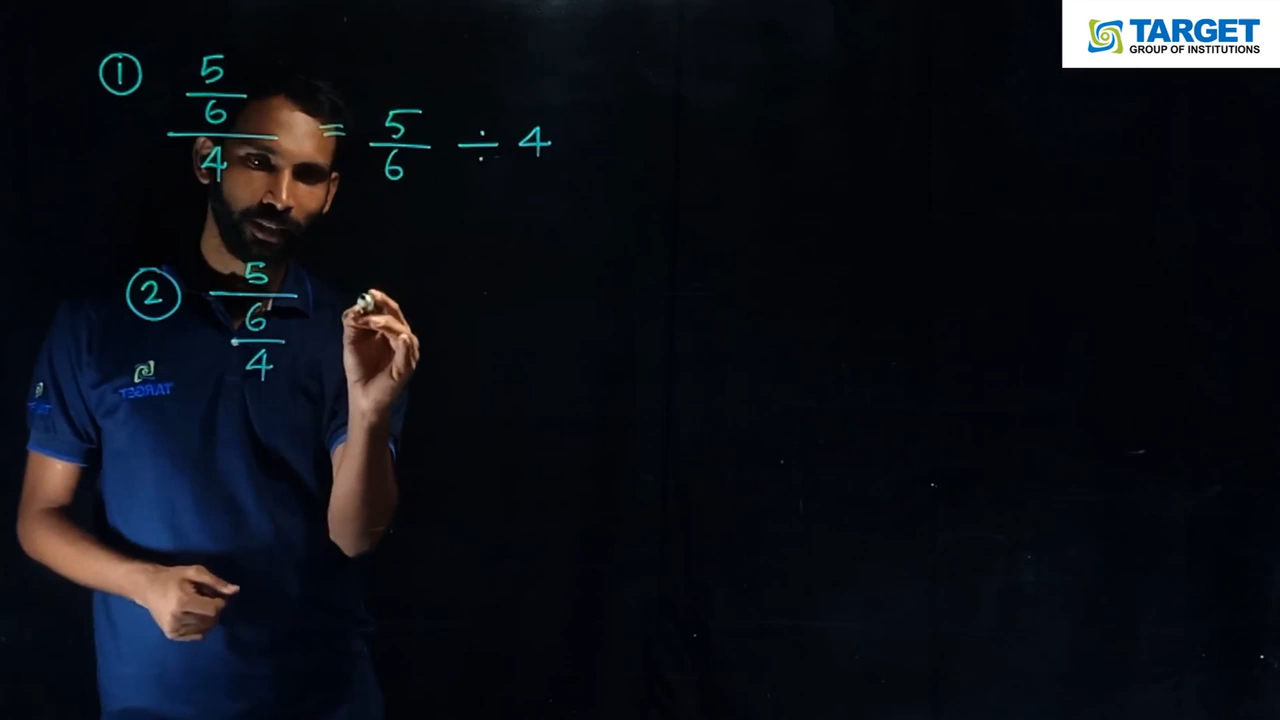 TARGET
GROUP OF INSTITUTIONS
① (5/6)/4 = 5/6 ÷ 4
② 5/(6/4)
TARGET